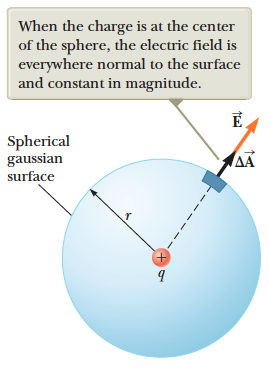 When the charge is at the center
of the sphere, the electric field is
everywhere normal to the surface
and constant in magnitude.
E⃗
ΔA⃗
Spherical
gaussian
surface
r
+
q